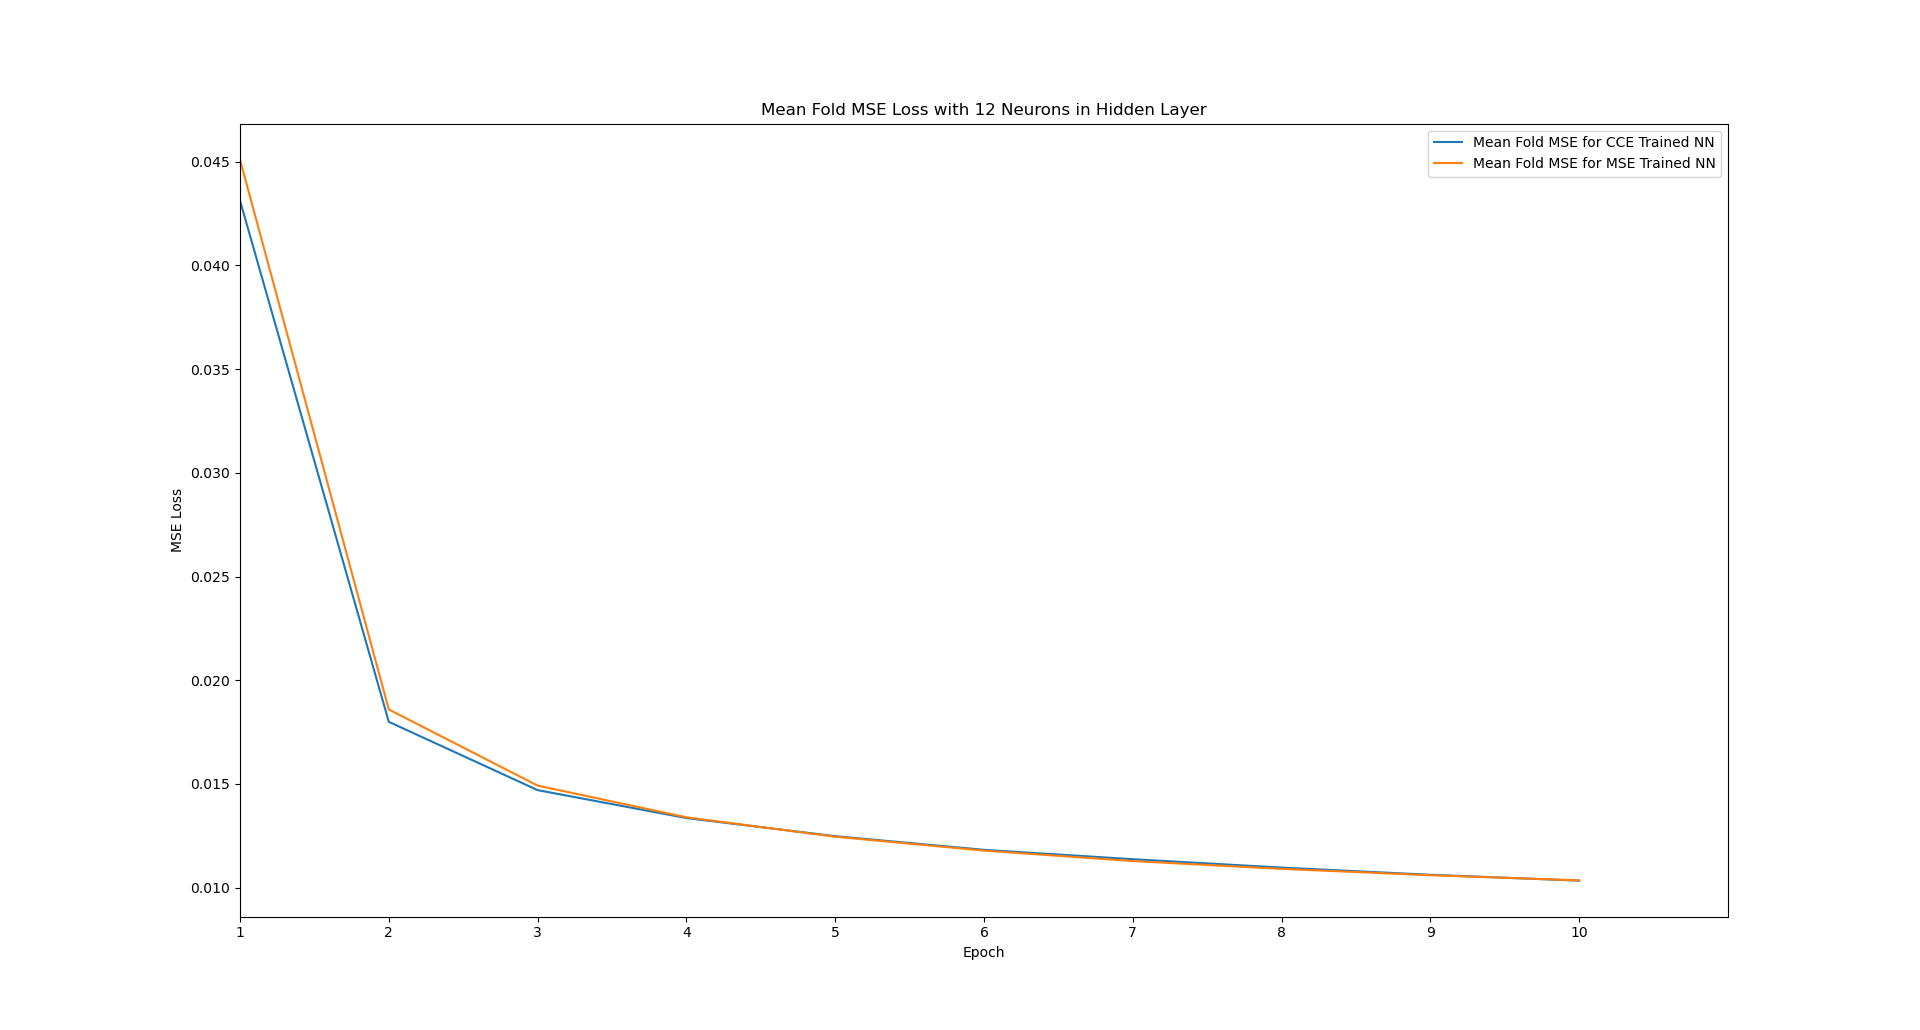 Mean Fold MSE Loss with 12 Neurons in Hidden Layer
Mean Fold MSE for CCE Trained NN
Mean Fold MSE for MSE Trained NN
0.045
0.040
0.035
0.030
0.025
0.020
0.015
0.010
MSE Loss
1 2 3 4 5 6 7 8 9 10
Epoch